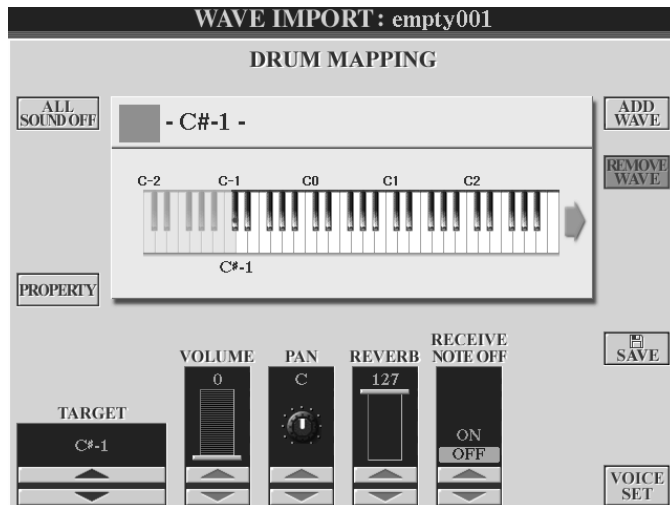 WAVE IMPORT: empty001
DRUM MAPPING
ALL
SOUND OFF
- C#-1 -
ADD
WAVE
REMOVE
WAVE
C-2 C-1 C0 C1 C2
C#-1
PROPERTY
SAVE
VOLUME PAN REVERB RECEIVE
NOTE OFF
0 C 127
ON
OFF
TARGET
C#-1
VOICE
SET